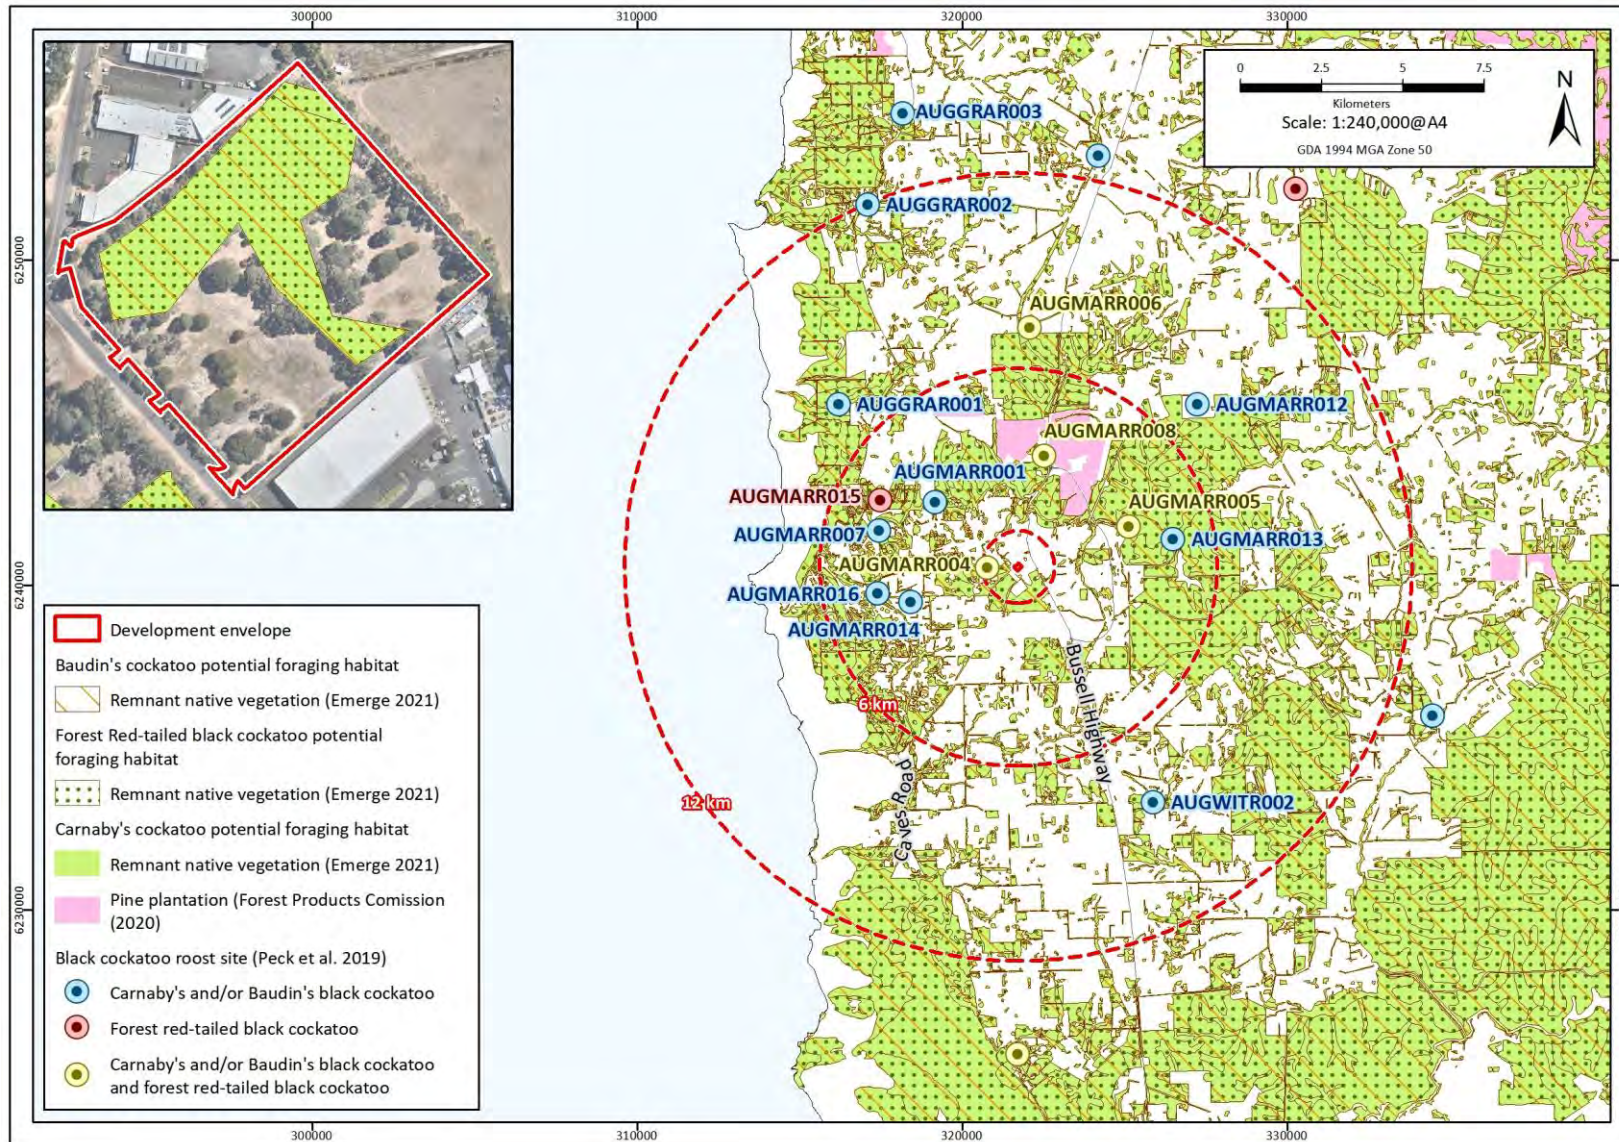 300000
310000
320000
330000
0
2.5
5
7.5
Kilometers
Scale: 1:240,000@A4
GDA 1994 MGA Zone 50
N
6250000
6240000
6230000
6250000
6240000
6230000
AUGGRAR003
AUGGRAR002
AUGMARR006
AUGGRAR001
AUGMARR012
AUGMARR008
AUGMARR001
AUGMARR015
AUGMARR005
AUGMARR007
AUGMARR013
AUGMARR004
AUGMARR016
AUGMARR014
6 km
Bussell Highway
Caves Road
12 km
AUGWITR002
Development envelope
Baudin's cockatoo potential foraging habitat
Remnant native vegetation (Emerge 2021)
Forest Red-tailed black cockatoo potential
foraging habitat
Remnant native vegetation (Emerge 2021)
Carnaby's cockatoo potential foraging habitat
Remnant native vegetation (Emerge 2021)
Pine plantation (Forest Products Comission
(2020)
Black cockatoo roost site (Peck et al. 2019)
Carnaby's and/or Baudin's black cockatoo
Forest red-tailed black cockatoo
Carnaby's and/or Baudin's black cockatoo
and forest red-tailed black cockatoo
300000
310000
320000
330000